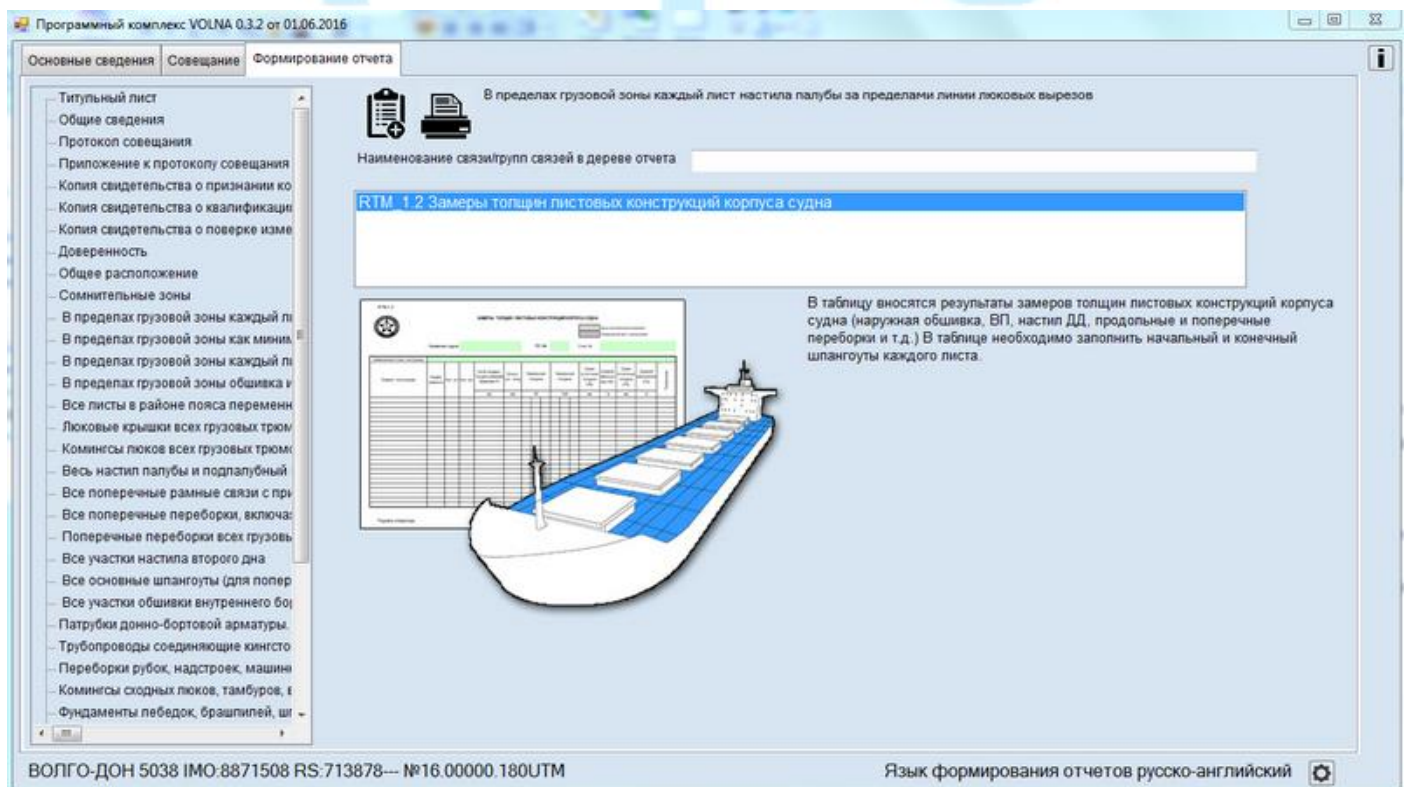 Программный комплекс VOLNA 0.3.2 от 01.06.2016
Основные сведения Совещание Формирование отчета
Титульный лист
Общие сведения
Протокол совещания
Приложение к протоколу совещания
Копия свидетельства о признании ко
Копия свидетельства о квалификаци
Копия свидетельства о поверке изме
Доверенность
Общее расположение
Сомнительные зоны
В пределах грузовой зоны каждый ли
В пределах грузовой зоны как миним
В пределах грузовой зоны каждый ли
В пределах грузовой зоны обшивка и
Все листы в районе пояса переменн
Люковые крышки всех грузовых трюм
Комингсы люков всех грузовых трюмо
Весь настил палубы и подпалубный
Все поперечные рамные связи с при
Все поперечные переборки, включа
Поперечные переборки всех грузовы
Все участки настила второго дна
Все основные шпангоуты (для попер
Все участки обшивки внутреннего бо
Патрубки донно-бортовой арматуры.
Трубопроводы соединяющие кингсто
Переборки рубок, надстроек, машинн
Комингсы сходных люков, тамбуров, в
Фундаменты лебедок, брашпилей, шг
В пределах грузовой зоны каждый лист настила палубы за пределами линии люковых вырезов
Наименование связи/групп связей в дереве отчета
RTM_1.2 Замеры толщин листовых конструкций корпуса судна
В таблицу вносятся результаты замеров толщин листовых конструкций корпуса
судна (наружная обшивка, ВП, настил ДД, продольные и поперечные
переборки и т.д.) В таблице необходимо заполнить начальный и конечный
шпангоуты каждого листа.
ВОЛГО-ДОН 5038 IMO:8871508 RS:713878--- №16.00000.180UTM
Язык формирования отчетов русско-английский